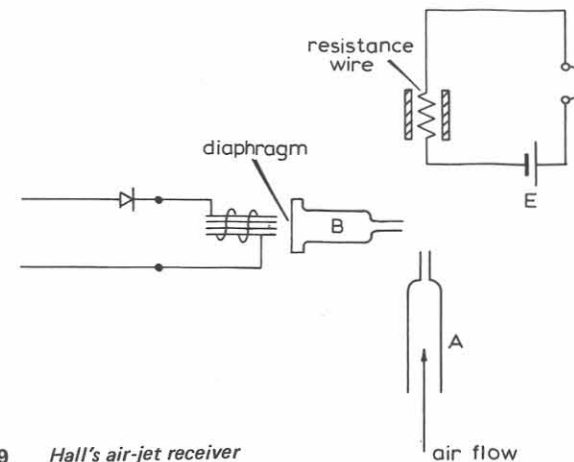 resistance
wire
diaphragm
E
B
A
9 Hall's air-jet receiver
air flow